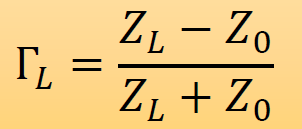 Γ_L = (Z_L − Z_0) / (Z_L + Z_0)